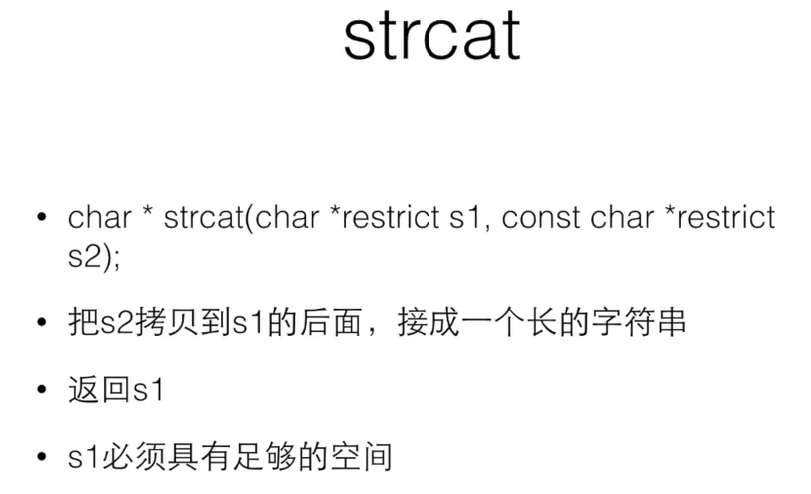 strcat
• char * strcat(char *restrict s1, const char *restrict
s2);
• 把s2拷贝到s1的后面，接成一个长的字符串
• 返回s1
• s1必须具有足够的空间